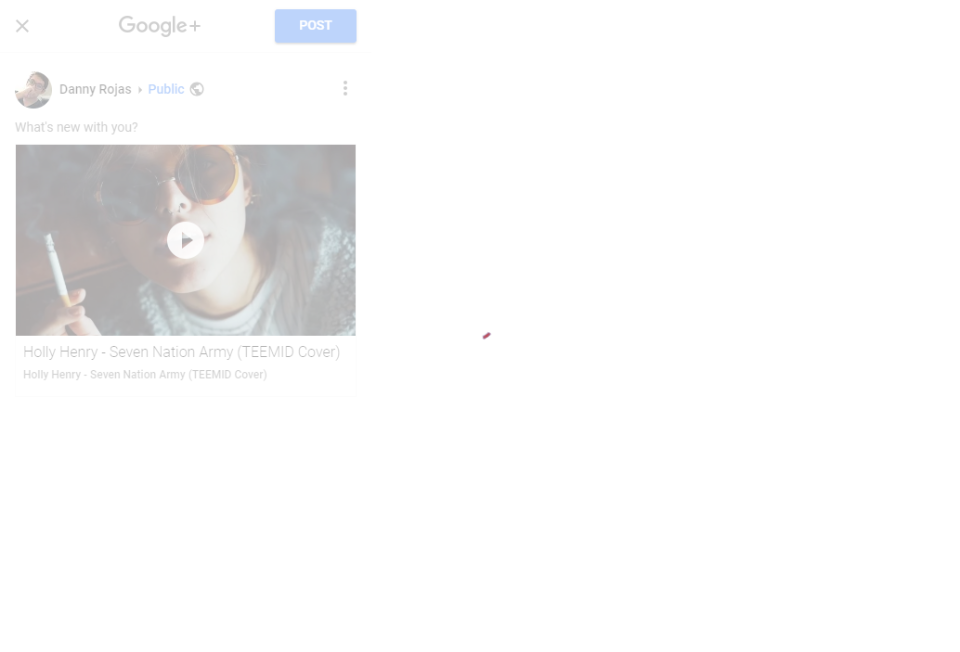 Google+
POST
Danny Rojas › Public
What's new with you?
Holly Henry - Seven Nation Army (TEEMID Cover)
Holly Henry - Seven Nation Army (TEEMID Cover)